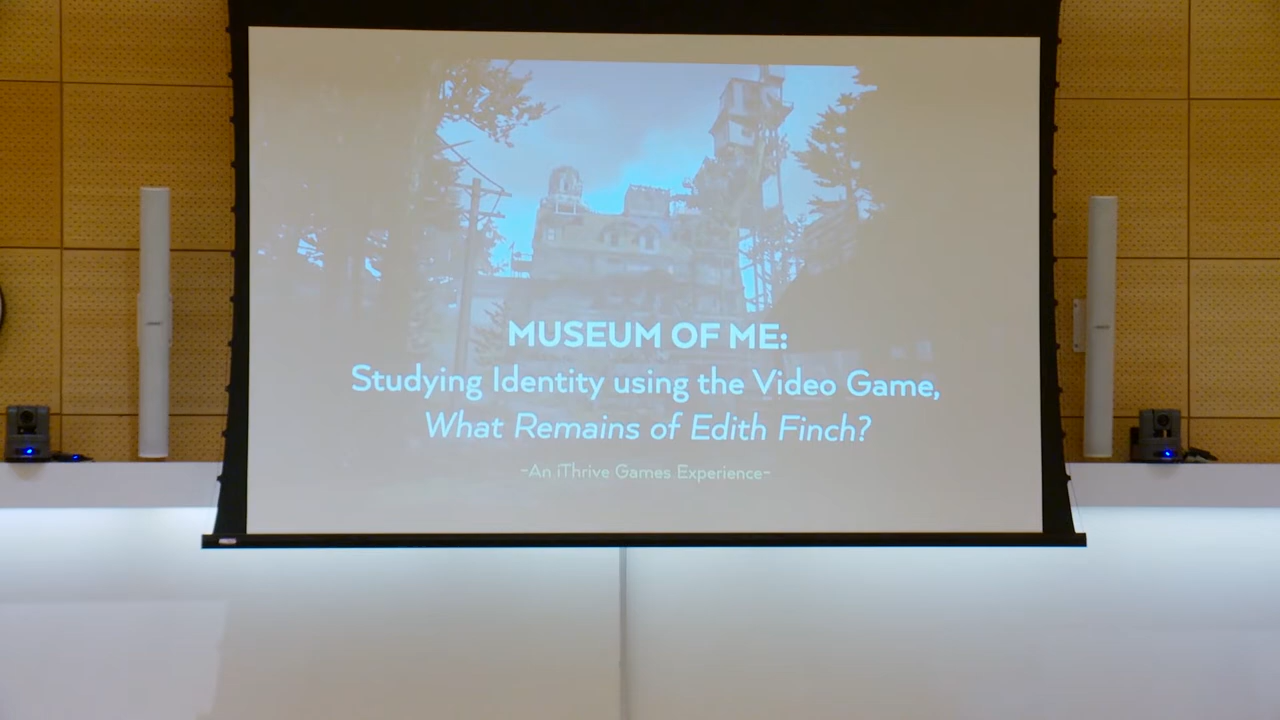 MUSEUM OF ME:
Studying Identity using the Video Game,
What Remains of Edith Finch?
~An iThrive Games Experience~